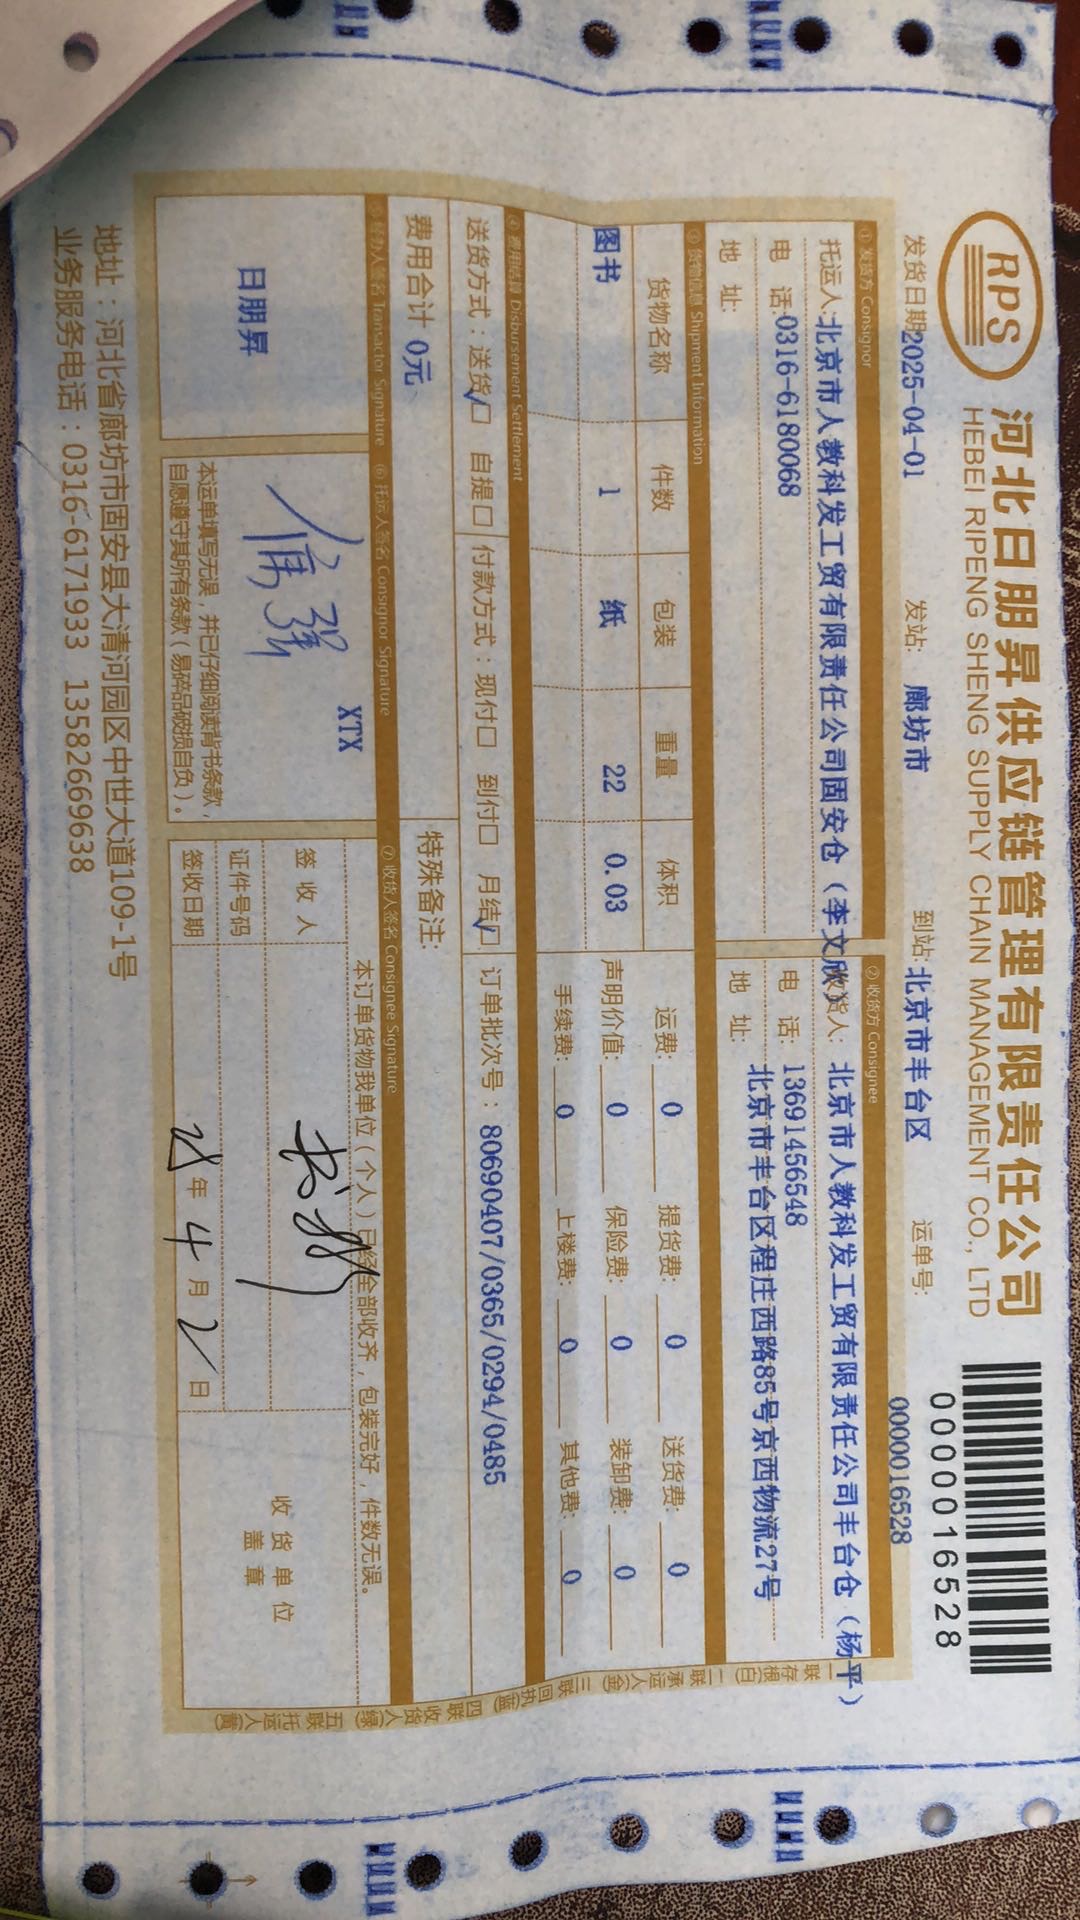 RPS
河北日朋昇供应链管理有限责任公司
HEBEI RIPENG SHENG SUPPLY CHAIN MANAGEMENT CO., LTD
0000016528
发货日期2025-04-01 发站: 廊坊市 到站: 北京市丰台区 运单号: 0000016528
① 发货方 Consignor ② 收货方 Consignee
托运人:北京市人教科发工贸有限责任公司固安仓（李文欣） 收货人: 北京市人教科发工贸有限责任公司丰台仓（杨平）
电 话:0316-6180068 电 话: 13691456548
地 址: 地 址: 北京市丰台区程庄西路85号京西物流27号
③ 货物信息 Shipment Information
货物名称 件数 包装 重量 体积 运费: 0 提货费: 0 送货费: 0
图书 1 纸 22 0.03 声明价值: 0 保险费: 0 装卸费: 0
手续费: 0 上楼费: 0 其他费: 0
④ 费用结算 Disbursement Settlement
送货方式：送货☑ 自提□ 付款方式：现付□ 到付□ 月结☑ 订单批次号：80690407/0365/0294/0485
费用合计 0元 特殊备注:
⑤ 经办人签名 Transactor Signature ⑥ 托运人签名 Consignor Signature ⑦ 收货人签名 Consignee Signature
日朋昇
XTX
本运单填写无误，并已仔细阅读背书条款，
自愿遵守其所有条款（易碎品破损自负）。
本订单货物我单位（个人）已经全部收齐，包装完好，件数无误。
签 收 人
证件号码
签收日期 25年4月2日
收 货 单 位
盖 章
一联存根(白) 二联承运人(金) 三联回执(蓝) 四联收货人(绿) 五联托运人(黄)
地址：河北省廊坊市固安县大清河园区中世大道109-1号
业务服务电话：0316-6171933 13582669638